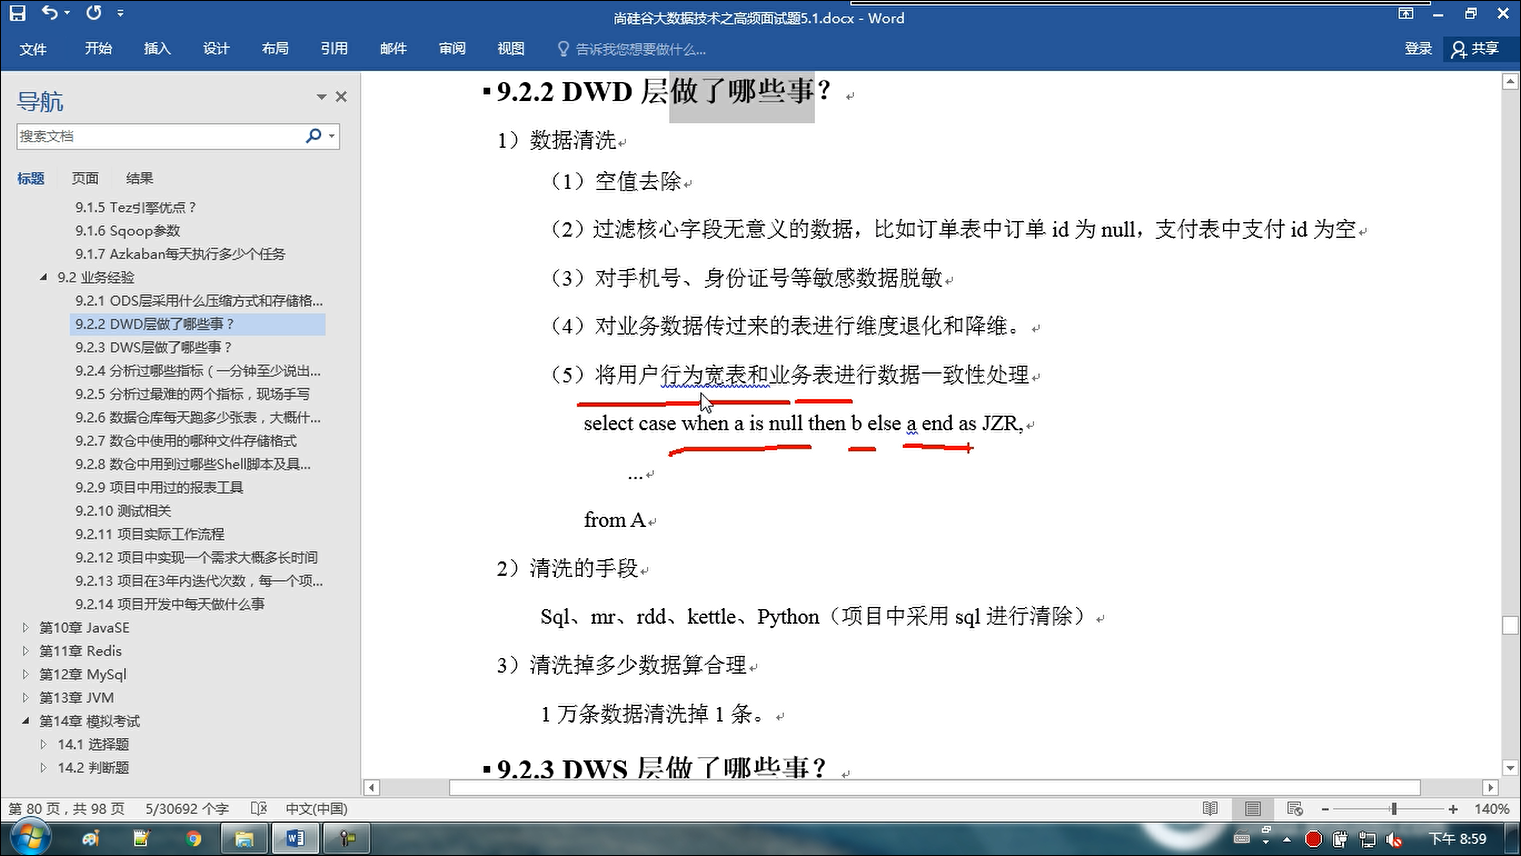 尚硅谷大数据技术之高频面试题5.1.docx - Word
文件 开始 插入 设计 布局 引用 邮件 审阅 视图 告诉我您想要做什么... 登录 共享
导航
搜索文档
标题 页面 结果
9.1.5 Tez引擎优点？
9.1.6 Sqoop参数
9.1.7 Azkaban每天执行多少个任务
9.2 业务经验
9.2.1 ODS层采用什么压缩方式和存储格...
9.2.2 DWD层做了哪些事？
9.2.3 DWS层做了哪些事？
9.2.4 分析过哪些指标（一分钟至少说出...
9.2.5 分析过最难的两个指标，现场手写
9.2.6 数据仓库每天跑多少张表，大概什...
9.2.7 数仓中使用的哪种文件存储格式
9.2.8 数仓中用到过哪些Shell脚本及具...
9.2.9 项目中用过的报表工具
9.2.10 测试相关
9.2.11 项目实际工作流程
9.2.12 项目中实现一个需求大概多长时间
9.2.13 项目在3年内迭代次数，每一个项...
9.2.14 项目开发中每天做什么事
第10章 JavaSE
第11章 Redis
第12章 MySql
第13章 JVM
第14章 模拟考试
14.1 选择题
14.2 判断题
9.2.2 DWD 层做了哪些事？
1）数据清洗
（1）空值去除
（2）过滤核心字段无意义的数据，比如订单表中订单 id 为 null，支付表中支付 id 为空
（3）对手机号、身份证号等敏感数据脱敏
（4）对业务数据传过来的表进行维度退化和降维。
（5）将用户行为宽表和业务表进行数据一致性处理
select case when a is null then b else a end as JZR,
...
from A
2）清洗的手段
Sql、mr、rdd、kettle、Python（项目中采用 sql 进行清除）
3）清洗掉多少数据算合理
1 万条数据清洗掉 1 条。
9.2.3 DWS 层做了哪些事？
第 80 页，共 98 页 5/30692 个字 中文(中国) 140%
下午 8:59